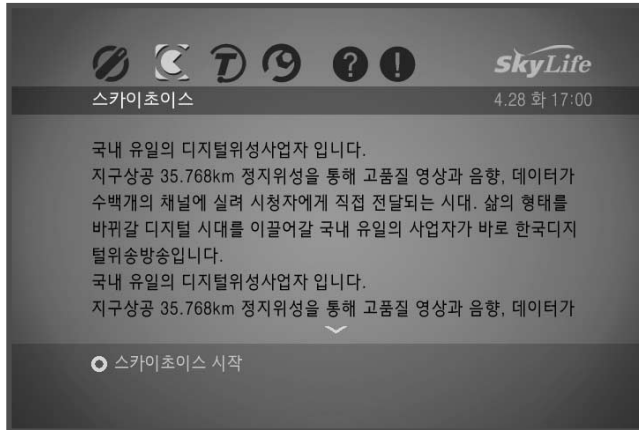 SkyLife
스카이초이스 4.28 화 17:00
국내 유일의 디지털위성사업자 입니다.
지구상공 35.768km 정지위성을 통해 고품질 영상과 음향, 데이터가
수백개의 채널에 실려 시청자에게 직접 전달되는 시대. 삶의 형태를
바뀌갈 디지털 시대를 이끌어갈 국내 유일의 사업자가 바로 한국디지
털위송방송입니다.
국내 유일의 디지털위성사업자 입니다.
지구상공 35.768km 정지위성을 통해 고품질 영상과 음향, 데이터가
스카이초이스 시작